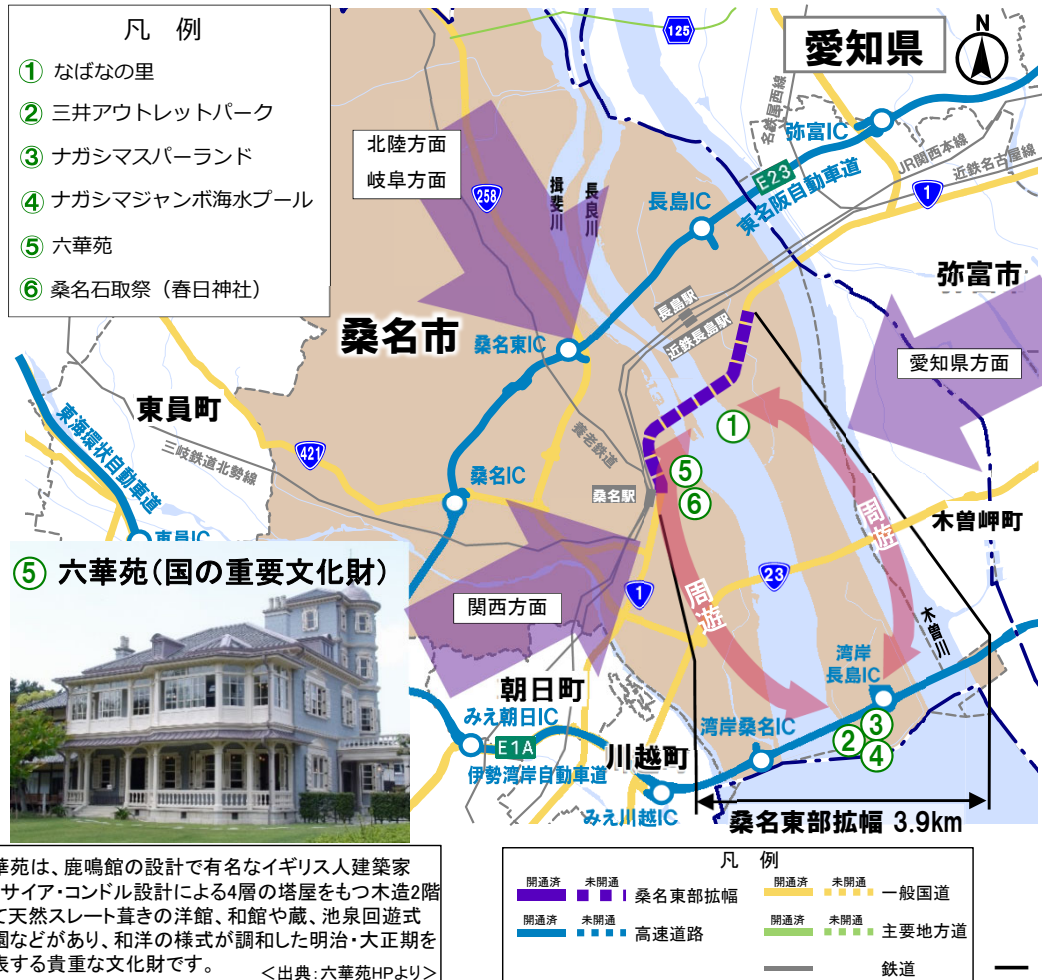 凡 例
① なばなの里
② 三井アウトレットパーク
③ ナガシマスパーランド
④ ナガシマジャンボ海水プール
⑤ 六華苑
⑥ 桑名石取祭（春日神社）
125
愛知県
N
北陸方面
岐阜方面
258
揖斐川
長良川
名鉄尾西線
弥富IC
JR関西本線
近鉄名古屋線
E23
東名阪自動車道
1
長島IC
弥富市
桑名市
桑名東IC
長島駅
近鉄長島駅
愛知県方面
東員町
東海環状自動車道
三岐鉄道北勢線
421
養老鉄道
①
桑名IC
桑名駅
⑤
⑥
周遊
木曽岬町
東員IC
⑤ 六華苑（国の重要文化財）
関西方面
1
23
周遊
木曽川
朝日町
湾岸
長島IC
みえ朝日IC
E1A
伊勢湾岸自動車道
川越町
湾岸桑名IC
②
③
④
みえ川越IC
桑名東部拡幅 3.9km
華苑は、鹿鳴館の設計で有名なイギリス人建築家
サイア・コンドル設計による4層の塔屋をもつ木造2階
て天然スレート葺きの洋館、和館や蔵、池泉回遊式
園などがあり、和洋の様式が調和した明治・大正期を
表する貴重な文化財です。
＜出典：六華苑HPより＞
凡 例
開通済 未開通 桑名東部拡幅
開通済 未開通 一般国道
開通済 未開通 高速道路
開通済 未開通 主要地方道
鉄道